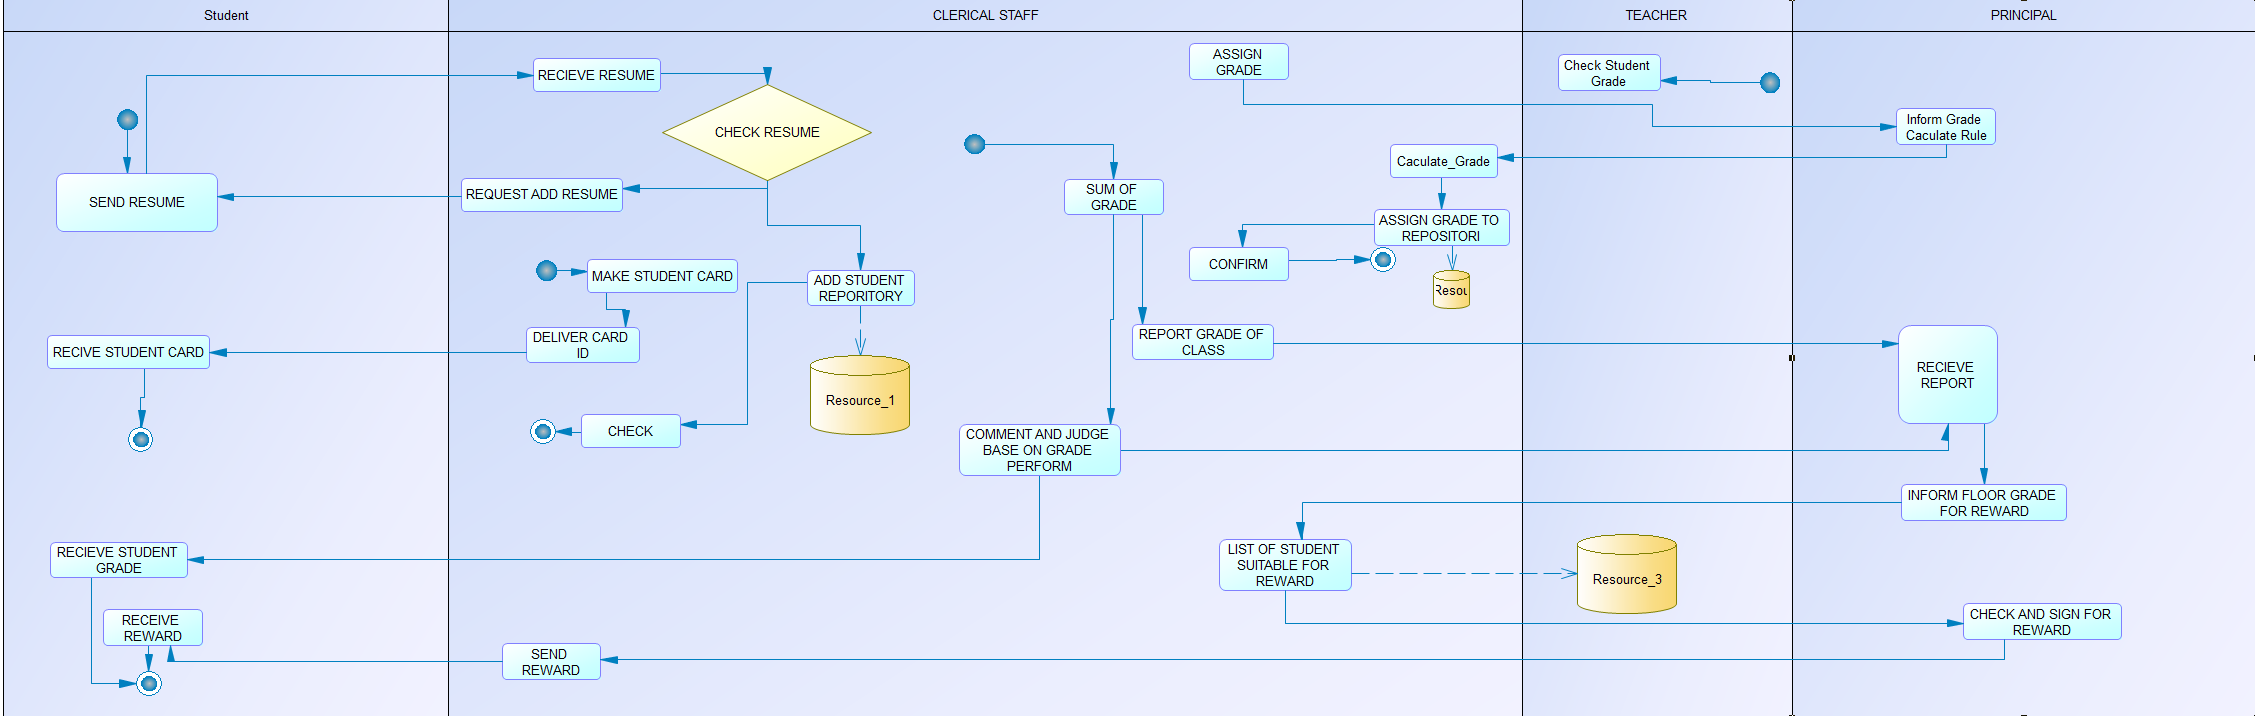 Student
CLERICAL STAFF
TEACHER
PRINCIPAL
RECIEVE RESUME
CHECK RESUME
SEND RESUME
REQUEST ADD RESUME
MAKE STUDENT CARD
ADD STUDENT
REPORITORY
DELIVER CARD
ID
RECIVE STUDENT CARD
Resource_1
CHECK
ASSIGN
GRADE
Check Student
Grade
Inform Grade
Caculate Rule
Caculate_Grade
SUM OF
GRADE
ASSIGN GRADE TO
REPOSITORI
CONFIRM
Resou
REPORT GRADE OF
CLASS
RECIEVE
REPORT
COMMENT AND JUDGE
BASE ON GRADE
PERFORM
INFORM FLOOR GRADE
FOR REWARD
RECIEVE STUDENT
GRADE
LIST OF STUDENT
SUITABLE FOR
REWARD
Resource_3
RECEIVE
REWARD
CHECK AND SIGN FOR
REWARD
SEND
REWARD